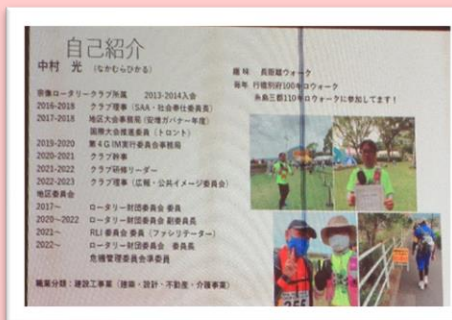 自己紹介
中村 光 (なかむらひかる)
宗像ロータリークラブ所属 2013-2014入会
2016-2018 クラブ理事（SAA・社会奉仕委員長）
2017-2018 地区大会事務局（安増ガバナー年度）
国際大会推進委員（トロント）
2019-2020 第4GIM実行委員会事務局
2020-2021 クラブ幹事
2021-2022 クラブ研修リーダー
2022-2023 クラブ理事（広報・公共イメージ委員長）
地区委員会
2017～ ロータリー財団委員会 委員
2020～2022 ロータリー財団委員会 副委員長
2021～ RLI 委員会 委員（ファシリテーター）
2022～ ロータリー財団委員会 委員長
危機管理委員会準委員
職業分類：建設工事業（建築・設計・不動産・介護事業）
趣味 長距離ウォーク
毎年 行橋別府100キロウォーク
糸島三都110キロウォークに参加してます！
355